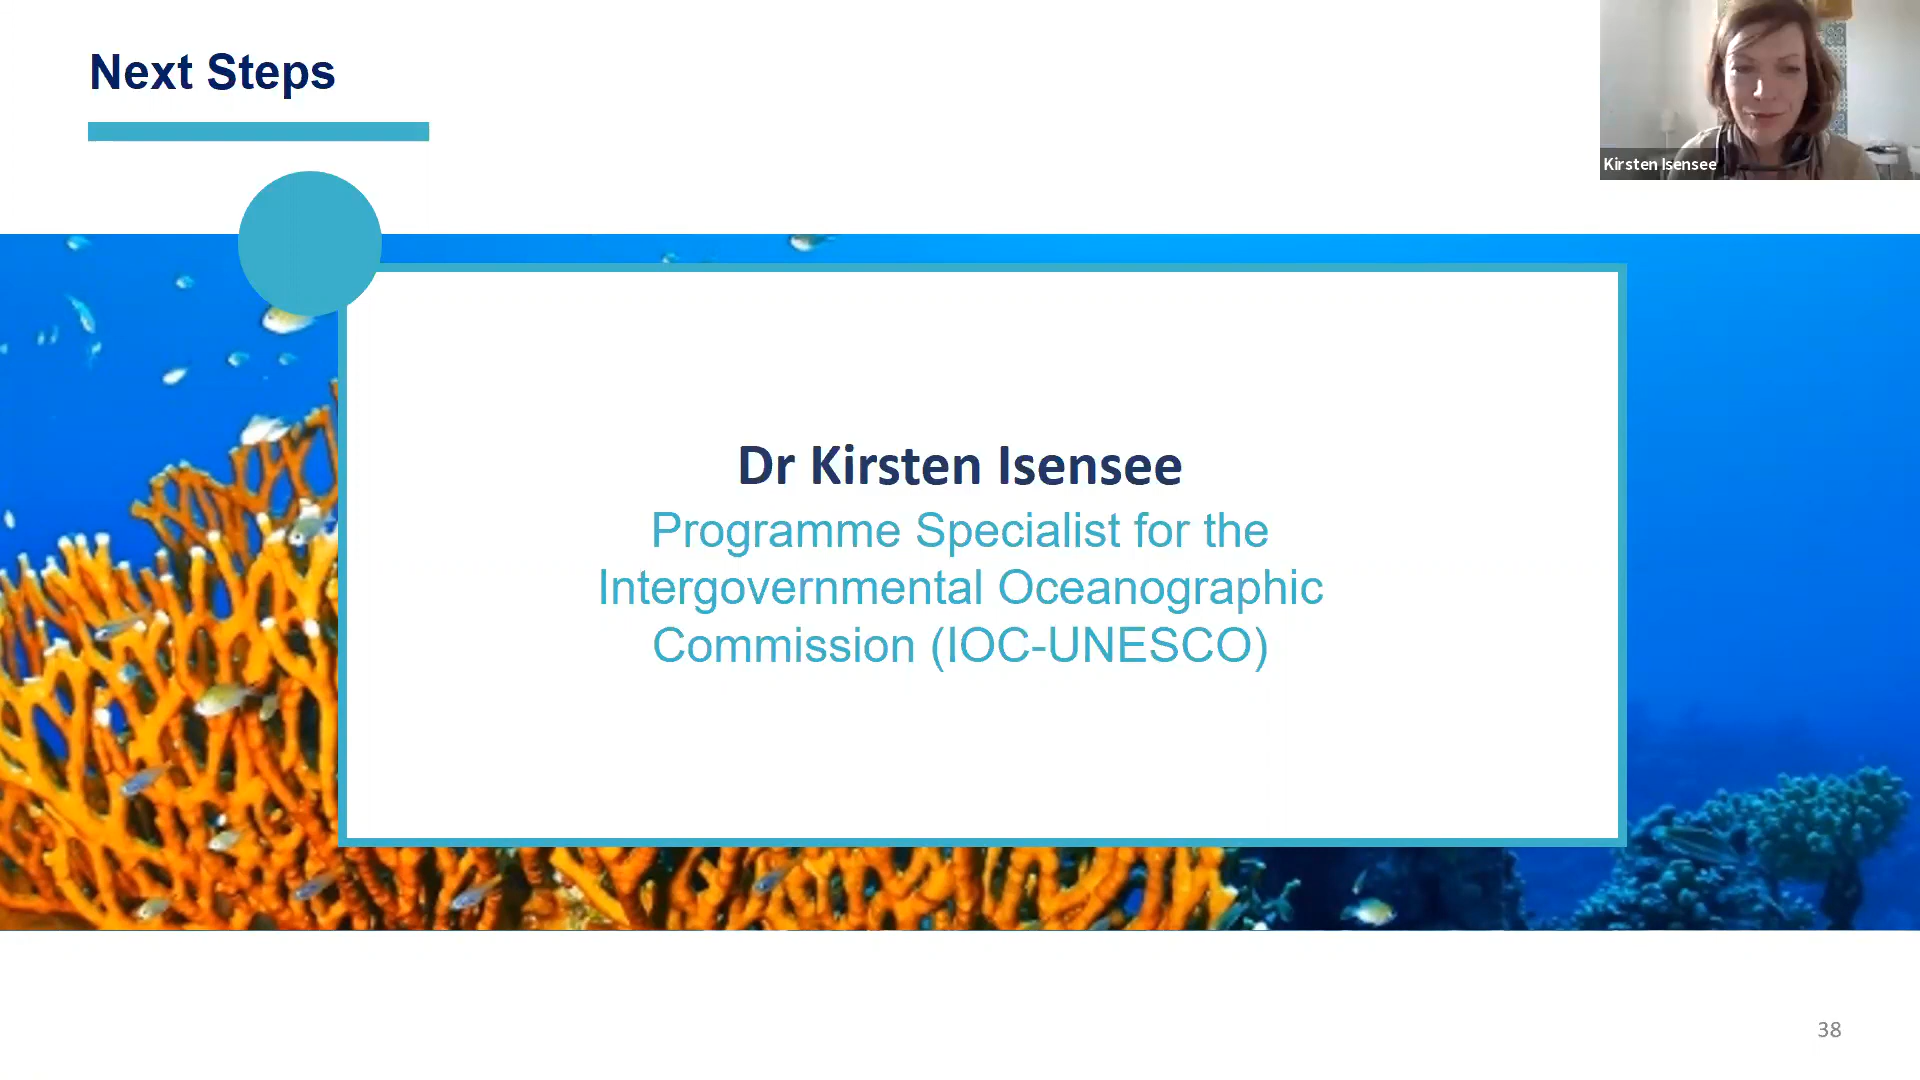 Next Steps
Kirsten Isensee
Dr Kirsten Isensee
Programme Specialist for the
Intergovernmental Oceanographic
Commission (IOC-UNESCO)
38